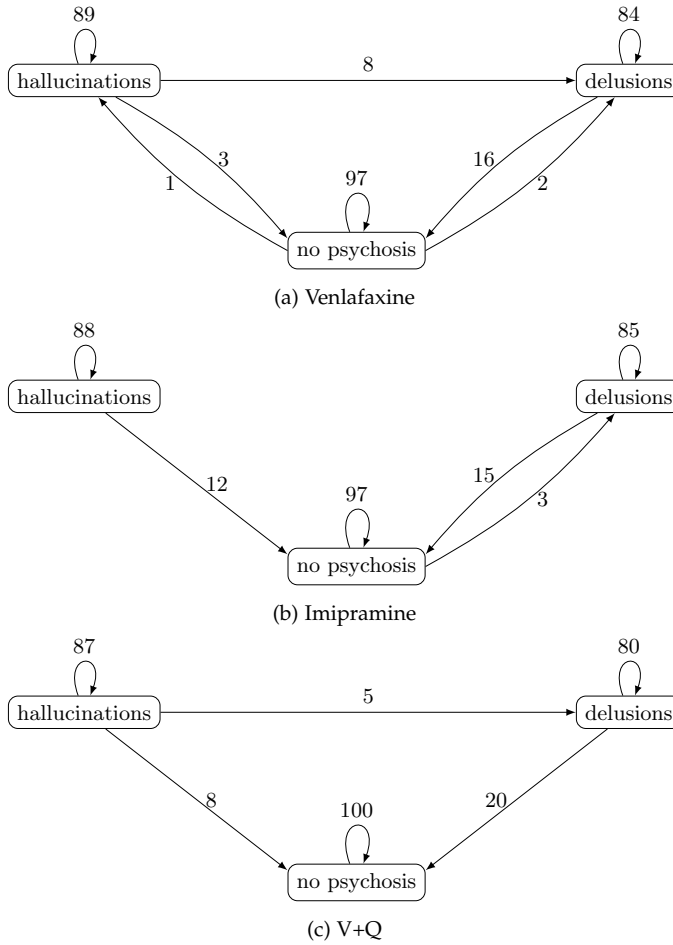 89
84
hallucinations
8
delusions
3
16
1
97
2
no psychosis
(a) Venlafaxine
88
85
hallucinations
delusions
12
15
97
3
no psychosis
(b) Imipramine
87
80
hallucinations
5
delusions
8
20
100
no psychosis
(c) V+Q